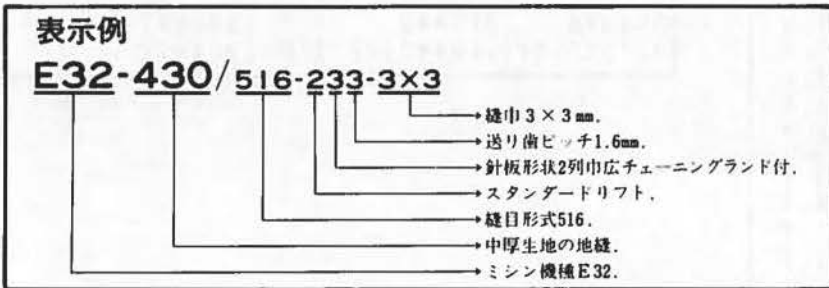 表示例
E32-430/516-233-3×3
縫巾3×3mm.
送り歯ピッチ1.6mm.
針板形状2列巾広チェーニングランド付.
スタンダードリフト.
縫目形式516.
中厚生地の地縫.
ミシン機種E32.